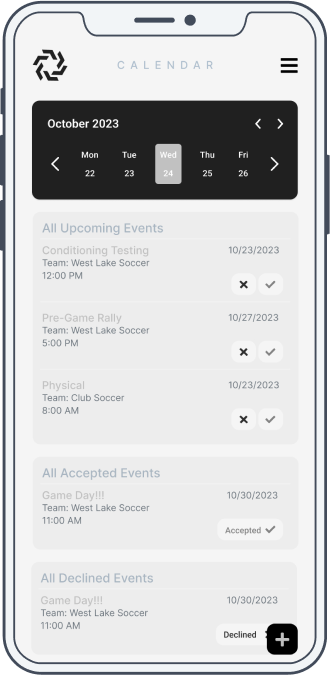 CALENDAR
October 2023
Mon Tue Wed Thu Fri
22 23 24 25 26
All Upcoming Events
Conditioning Testing 10/23/2023
Team: West Lake Soccer
12:00 PM
Pre-Game Rally 10/27/2023
Team: West Lake Soccer
5:00 PM
Physical 10/23/2023
Team: Club Soccer
8:00 AM
All Accepted Events
Game Day!!! 10/30/2023
Team: West Lake Soccer
11:00 AM
Accepted
All Declined Events
Game Day!!! 10/30/2023
Team: West Lake Soccer
11:00 AM
Declined